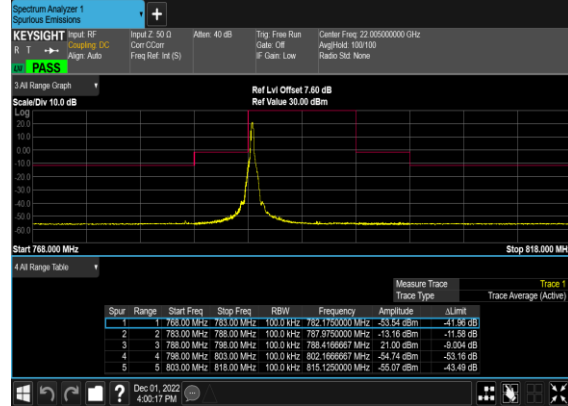 Spectrum Analyzer 1
Spurious Emissions
KEYSIGHT
R T
Input: RF
Coupling: DC
Align: Auto
Input Z: 50 Ω
Corr CCorr
Freq Ref: Int (S)
Atten: 40 dB
Trig: Free Run
Gate: Off
IF Gain: Low
Center Freq: 22.005000000 GHz
Avg|Hold: 100/100
Radio Std: None
PASS
3 All Range Graph
Scale/Div 10.0 dB
Ref Lvl Offset 7.60 dB
Ref Value 30.00 dBm
Log
20.0
10.0
0.00
-10.0
-20.0
-30.0
-40.0
-50.0
-60.0
Start 768.000 MHz
Stop 818.000 MHz
4 All Range Table
Measure Trace Trace 1
Trace Type Trace Average (Active)
Spur Range Start Freq Stop Freq RBW Frequency Amplitude ΔLimit
1 1 768.00 MHz 783.00 MHz 100.0 kHz 782.1750000 MHz -53.54 dBm -41.96 dB
2 2 783.00 MHz 788.00 MHz 100.0 kHz 787.9750000 MHz -13.16 dBm -11.58 dB
3 3 788.00 MHz 798.00 MHz 100.0 kHz 788.4166667 MHz 21.00 dBm -9.004 dB
4 4 798.00 MHz 803.00 MHz 100.0 kHz 802.1666667 MHz -54.74 dBm -53.16 dB
5 5 803.00 MHz 818.00 MHz 100.0 kHz 815.1250000 MHz -55.07 dBm -43.49 dB
Dec 01, 2022
4:00:17 PM